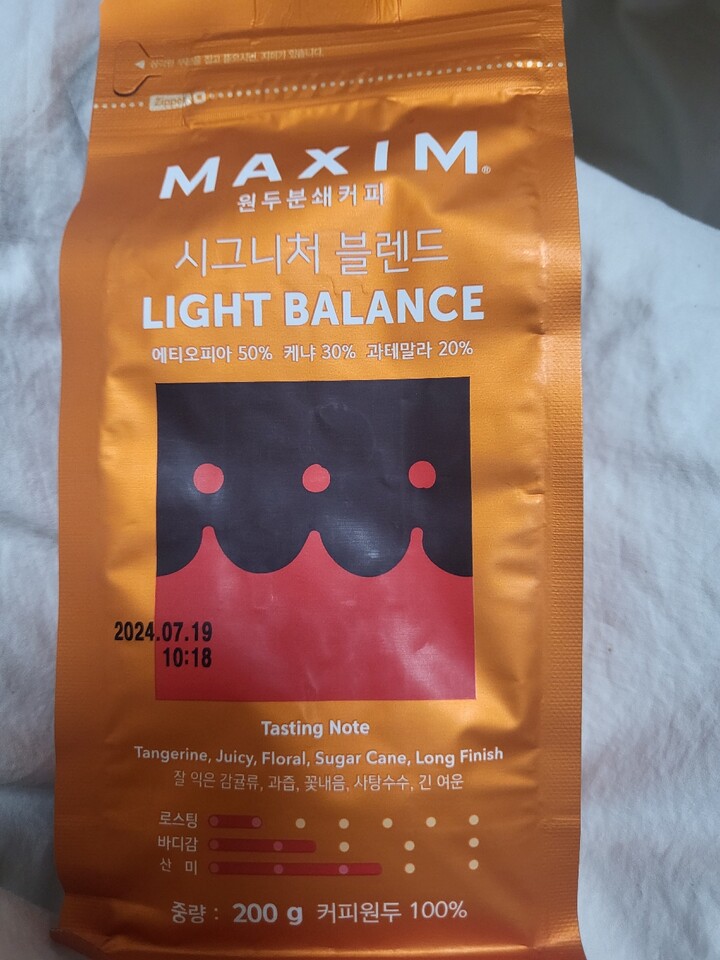 Zipper
MAXIM®
원두분쇄커피
시그니처 블렌드
LIGHT BALANCE
에티오피아 50% 케냐 30% 과테말라 20%
2024.07.19
10:18
Tasting Note
Tangerine, Juicy, Floral, Sugar Cane, Long Finish
잘 익은 감귤류, 과즙, 꽃내음, 사탕수수, 긴 여운
로스팅
바디감
산 미
중량 : 200 g 커피원두 100%